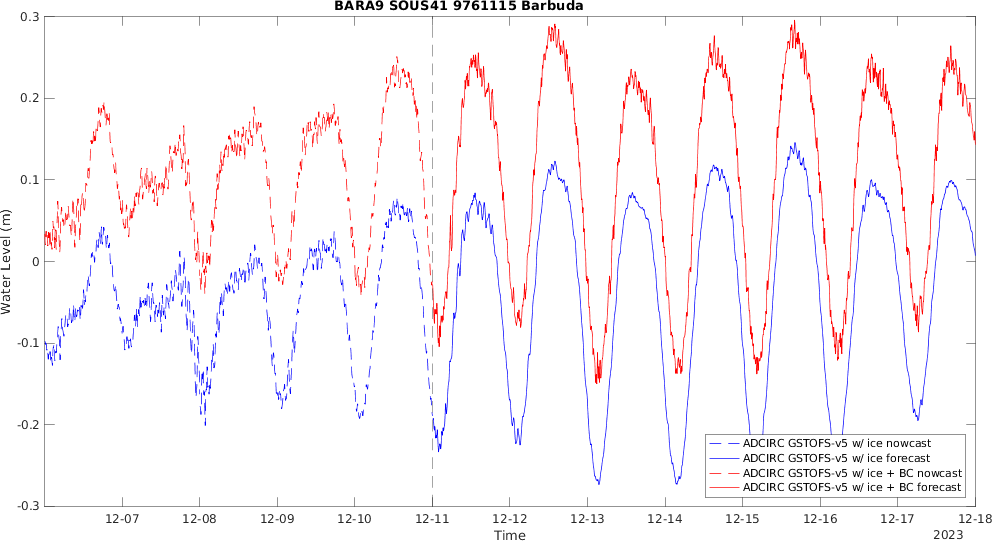 BARA9 SOUS41 9761115 Barbuda
Water Level (m)
0.3
0.2
0.1
0
-0.1
-0.2
-0.3
ADCIRC GSTOFS-v5 w/ ice nowcast
ADCIRC GSTOFS-v5 w/ ice forecast
ADCIRC GSTOFS-v5 w/ ice + BC nowcast
ADCIRC GSTOFS-v5 w/ ice + BC forecast
12-07 12-08 12-09 12-10 12-11 12-12 12-13 12-14 12-15 12-16 12-17 12-18
Time
2023